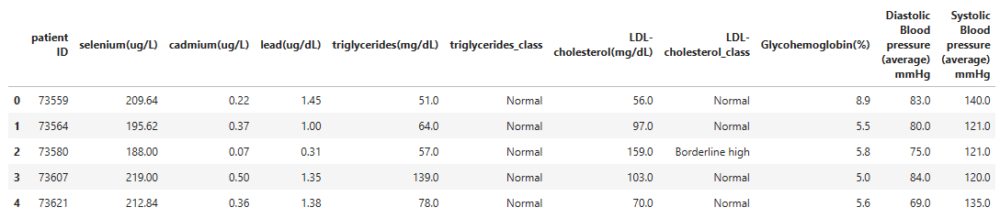 patient ID selenium(ug/L) cadmium(ug/L) lead(ug/dL) triglycerides(mg/dL) triglycerides_class LDL-cholesterol(mg/dL) LDL-cholesterol_class Glycohemoglobin(%) Diastolic Blood pressure (average) mmHg Systolic Blood pressure (average) mmHg
0 73559 209.64 0.22 1.45 51.0 Normal 56.0 Normal 8.9 83.0 140.0
1 73564 195.62 0.37 1.00 64.0 Normal 97.0 Normal 5.5 80.0 121.0
2 73580 188.00 0.07 0.31 57.0 Normal 159.0 Borderline high 5.8 75.0 121.0
3 73607 219.00 0.50 1.35 139.0 Normal 103.0 Normal 5.0 84.0 120.0
4 73621 212.84 0.36 1.38 78.0 Normal 70.0 Normal 5.6 69.0 135.0